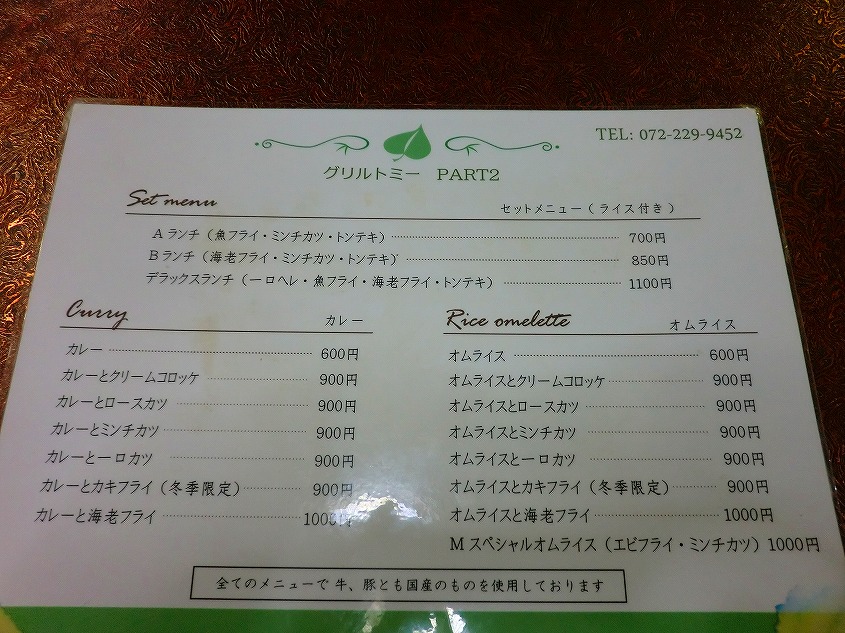 TEL: 072-229-9452
グリルトミー PART2
Set menu セットメニュー(ライス付き)
Aランチ(魚フライ・ミンチカツ・トンテキ) 700円
Bランチ(海老フライ・ミンチカツ・トンテキ) 850円
デラックスランチ(一口ヘレ・魚フライ・海老フライ・トンテキ) 1100円
Curry カレー
カレー 600円
カレーとクリームコロッケ 900円
カレーとロースカツ 900円
カレーとミンチカツ 900円
カレーと一口カツ 900円
カレーとカキフライ(冬季限定) 900円
カレーと海老フライ 1000円
Rice omelette オムライス
オムライス 600円
オムライスとクリームコロッケ 900円
オムライスとロースカツ 900円
オムライスとミンチカツ 900円
オムライスと一口カツ 900円
オムライスとカキフライ(冬季限定) 900円
オムライスと海老フライ 1000円
Mスペシャルオムライス(エビフライ・ミンチカツ) 1000円
全てのメニューで牛、豚とも国産のものを使用しております